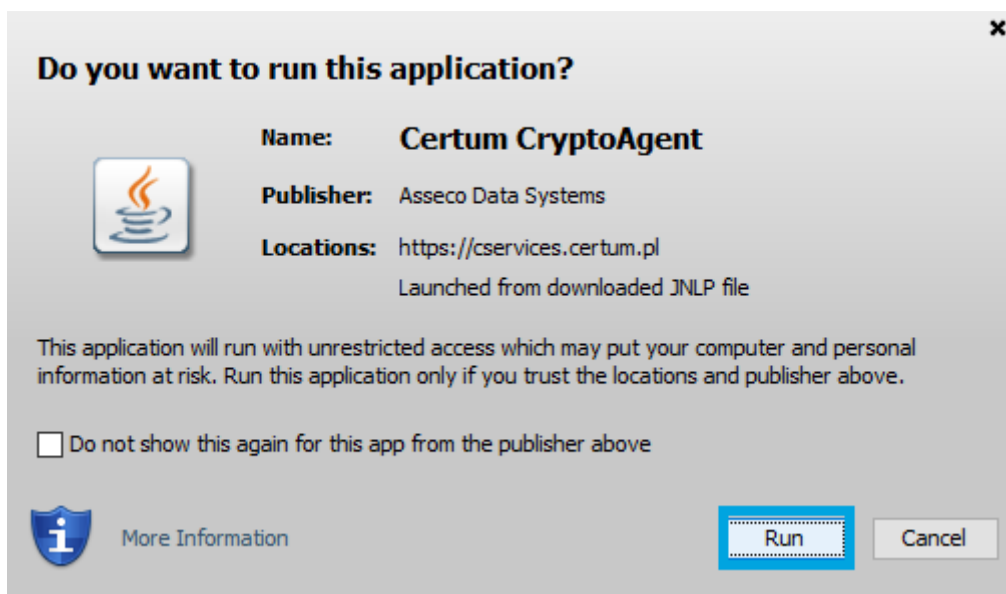 Do you want to run this application?
Name: Certum CryptoAgent
Publisher: Asseco Data Systems
Locations: https://cservices.certum.pl
Launched from downloaded JNLP file
This application will run with unrestricted access which may put your computer and personal
information at risk. Run this application only if you trust the locations and publisher above.
Do not show this again for this app from the publisher above
More Information
Run
Cancel